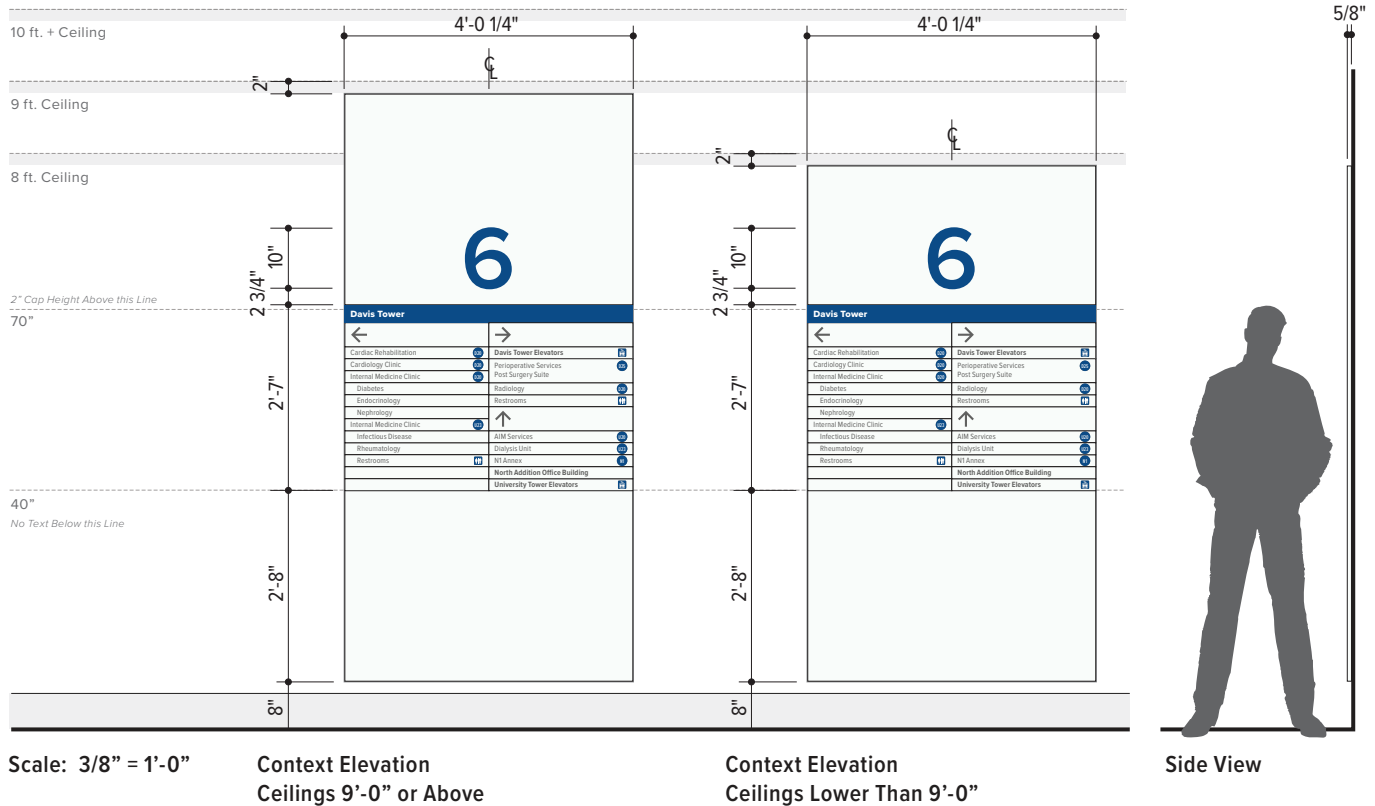 5/8"
10 ft. + Ceiling
4'-0 1/4"
4'-0 1/4"
℄
2"
9 ft. Ceiling
℄
2"
8 ft. Ceiling
6
6
10"
10"
2 3/4"
2 3/4"
2” Cap Height Above this Line
70”
Davis Tower
Davis Tower
←
→
←
→
Cardiac Rehabilitation
Cardiology Clinic
Internal Medicine Clinic
Diabetes
Endocrinology
Nephrology
Internal Medicine Clinic
Infectious Disease
Rheumatology
Restrooms
Davis Tower Elevators
Perioperative Services
Post Surgery Suite
Radiology
Restrooms
↑
AIM Services
Dialysis Unit
N1 Annex
North Addition Office Building
University Tower Elevators
Cardiac Rehabilitation
Cardiology Clinic
Internal Medicine Clinic
Diabetes
Endocrinology
Nephrology
Internal Medicine Clinic
Infectious Disease
Rheumatology
Restrooms
Davis Tower Elevators
Perioperative Services
Post Surgery Suite
Radiology
Restrooms
↑
AIM Services
Dialysis Unit
N1 Annex
North Addition Office Building
University Tower Elevators
2'-7"
2'-7"
40”
No Text Below this Line
2'-8"
2'-8"
8"
8"
Scale: 3/8” = 1’-0”
Context Elevation
Ceilings 9’-0” or Above
Context Elevation
Ceilings Lower Than 9’-0”
Side View